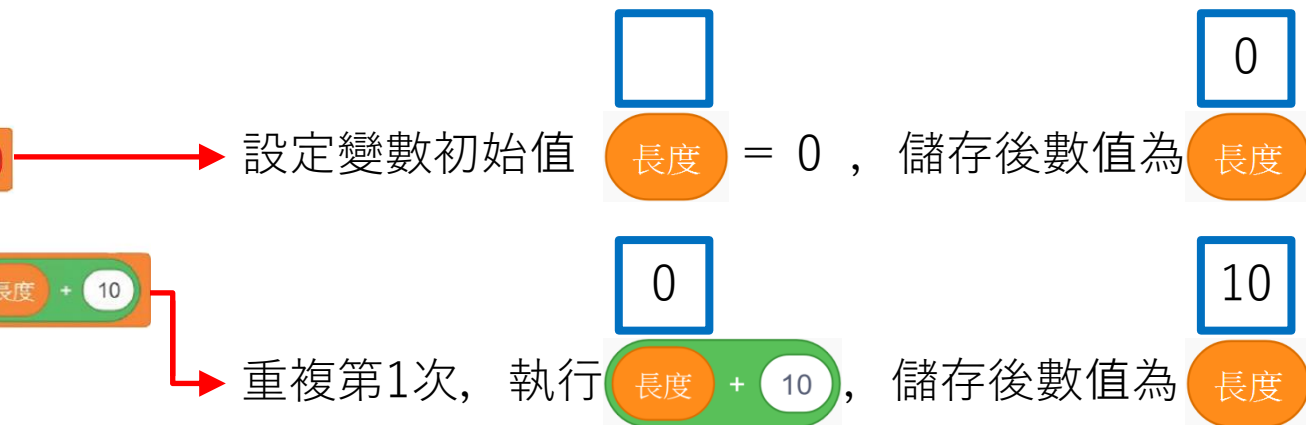 0
設定變數初始值 長度 = 0 ， 儲存後數值為 長度
0 10
長度 + 10
重複第1次， 執行 長度 + 10 ， 儲存後數值為 長度